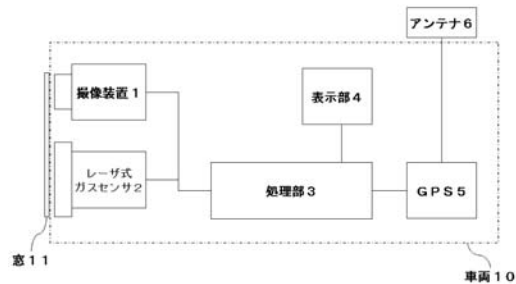 アンテナ6
撮像装置1
表示部4
レーザ式
ガスセンサ2
処理部3
GPS5
窓11
車両10